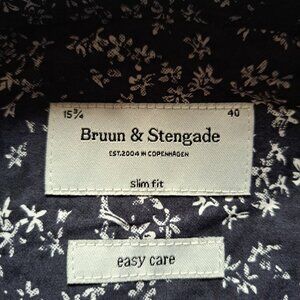 15¾ 40
Bruun & Stengade
EST.2004 IN COPENHAGEN
slim fit
easy care